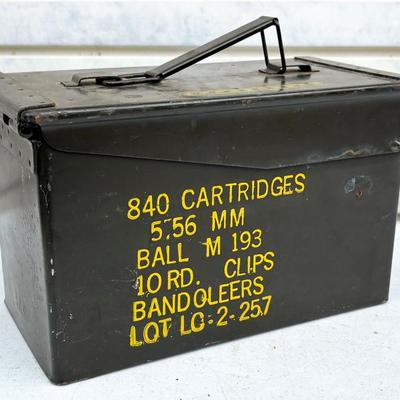 840 CARTRIDGES
5.56 MM
BALL M 193
10 RD. CLIPS
BANDOLEERS
LOT LC-2-257